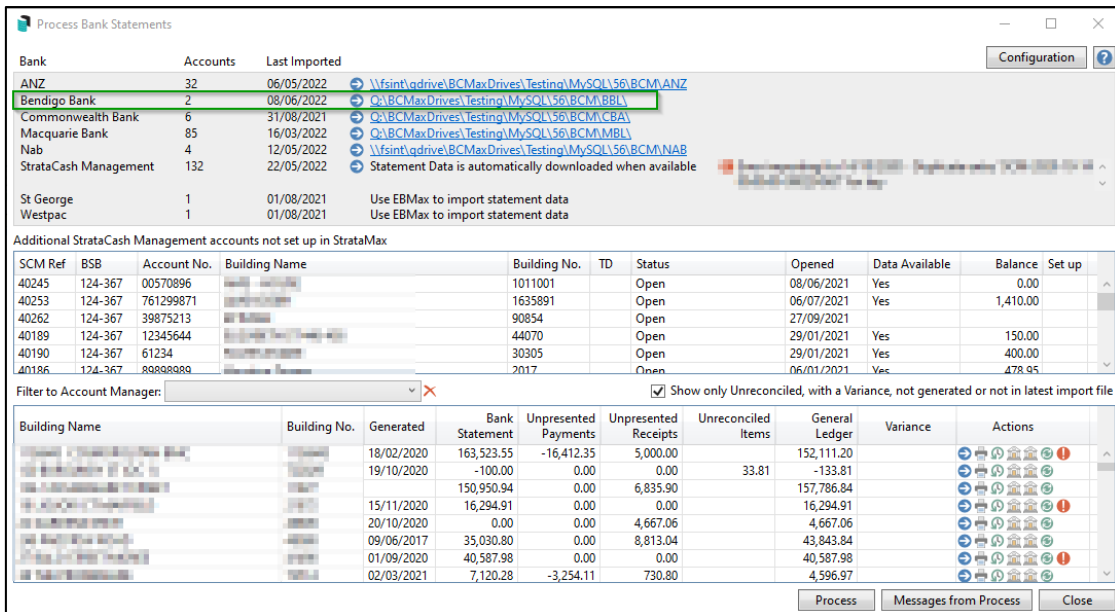 Process Bank Statements
Bank Accounts Last Imported Configuration ?
ANZ 32 06/05/2022 \\fsint\qdrive\BCMaxDrives\Testing\MySQL\56\BCM\ANZ
Bendigo Bank 2 08/06/2022 Q:\BCMaxDrives\Testing\MySQL\56\BCM\BBL\
Commonwealth Bank 6 31/08/2021 Q:\BCMaxDrives\Testing\MySQL\56\BCM\CBA\
Macquarie Bank 85 16/03/2022 Q:\BCMaxDrives\Testing\MySQL\56\BCM\MBL\
Nab 4 12/05/2022 \\fsint\qdrive\BCMaxDrives\Testing\MySQL\56\BCM\NAB
StrataCash Management 132 22/05/2022 Statement Data is automatically downloaded when available
St George 1 01/08/2021 Use EBMax to import statement data
Westpac 1 01/08/2021 Use EBMax to import statement data
Additional StrataCash Management accounts not set up in StrataMax
SCM Ref BSB Account No. Building Name Building No. TD Status Opened Data Available Balance Set up
40245 124-367 00570896 1011001 Open 08/06/2021 Yes 0.00
40253 124-367 761299871 1635891 Open 06/07/2021 Yes 1,410.00
40262 124-367 39875213 90854 Open 27/09/2021
40189 124-367 12345644 44070 Open 29/01/2021 Yes 150.00
40190 124-367 61234 30305 Open 29/01/2021 Yes 400.00
40186 124-367 89898989 2017 Open 06/01/2021 Yes 478.95
Filter to Account Manager: Show only Unreconciled, with a Variance, not generated or not in latest import file
Building Name Building No. Generated Bank Statement Unpresented Payments Unpresented Receipts Unreconciled Items General Ledger Variance Actions
18/02/2020 163,523.55 -16,412.35 5,000.00 152,111.20
19/10/2020 -100.00 0.00 0.00 33.81 -133.81
150,950.94 0.00 6,835.90 157,786.84
15/11/2020 16,294.91 0.00 0.00 16,294.91
20/10/2020 0.00 0.00 4,667.06 4,667.06
09/06/2017 35,030.80 0.00 8,813.04 43,843.84
01/09/2020 40,587.98 0.00 0.00 40,587.98
02/03/2021 7,120.28 -3,254.11 730.80 4,596.97
Process Messages from Process Close